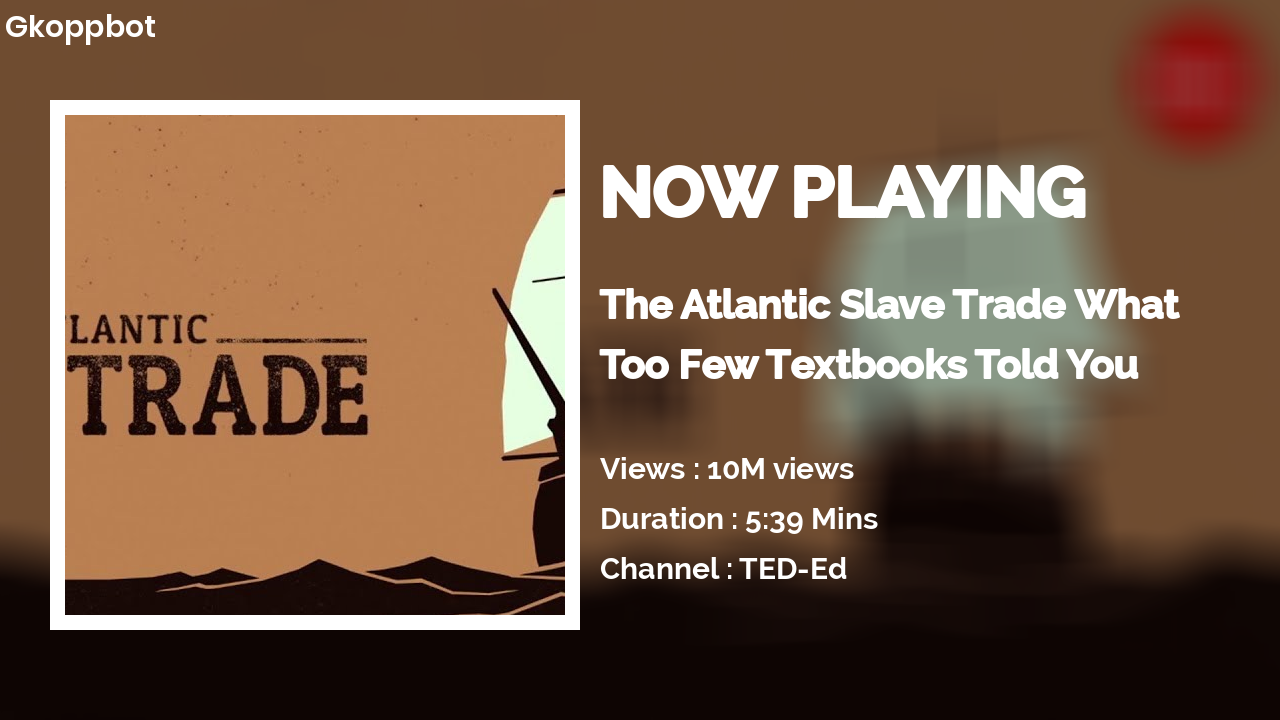 Gkoppbot
TLANTIC
TRADE
NOW PLAYING
The Atlantic Slave Trade What
Too Few Textbooks Told You
Views : 10M views
Duration : 5:39 Mins
Channel : TED-Ed